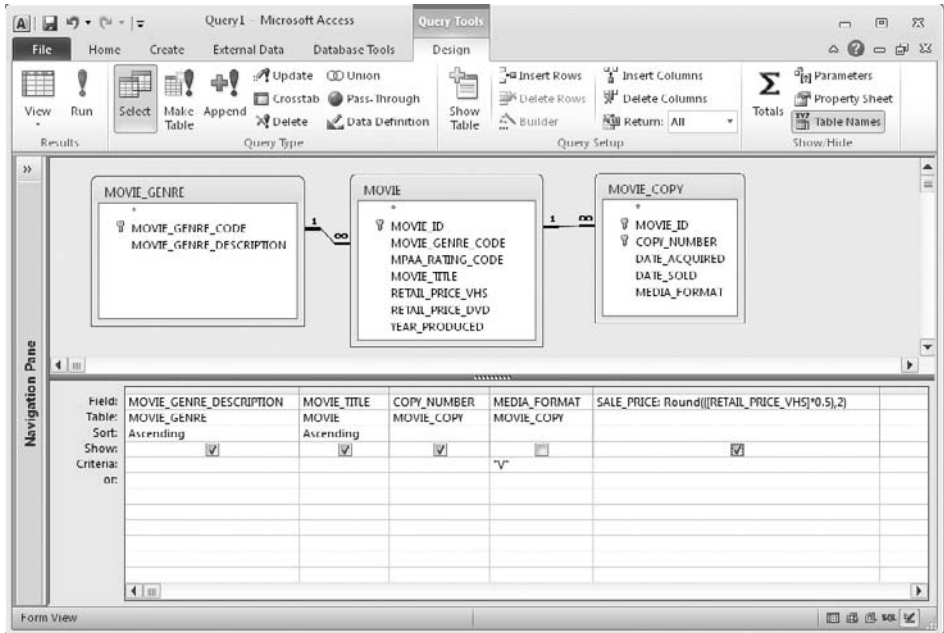 Query1 - Microsoft Access
Query Tools
File
Home
Create
External Data
Database Tools
Design
View
Run
Select
Make Table
Append
Update
Crosstab
Delete
Union
Pass-Through
Data Definition
Show Table
Insert Rows
Delete Rows
Builder
Insert Columns
Delete Columns
Return: All
Totals
Parameters
Property Sheet
Table Names
Results
Query Type
Query Setup
Show/Hide
Navigation Pane
MOVIE_GENRE
*
MOVIE_GENRE_CODE
MOVIE_GENRE_DESCRIPTION
1
∞
MOVIE
*
MOVIE_ID
MOVIE_GENRE_CODE
MPAA_RATING_CODE
MOVIE_TITLE
RETAIL_PRICE_VHS
RETAIL_PRICE_DVD
YEAR_PRODUCED
1
∞
MOVIE_COPY
*
MOVIE_ID
COPY_NUMBER
DATE_ACQUIRED
DATE_SOLD
MEDIA_FORMAT
Field: MOVIE_GENRE_DESCRIPTION MOVIE_TITLE COPY_NUMBER MEDIA_FORMAT SALE_PRICE: Round(([RETAIL_PRICE_VHS]*0.5),2)
Table: MOVIE_GENRE MOVIE MOVIE_COPY MOVIE_COPY
Sort: Ascending Ascending
Show:
Criteria: "V"
or:
Form View
SQL